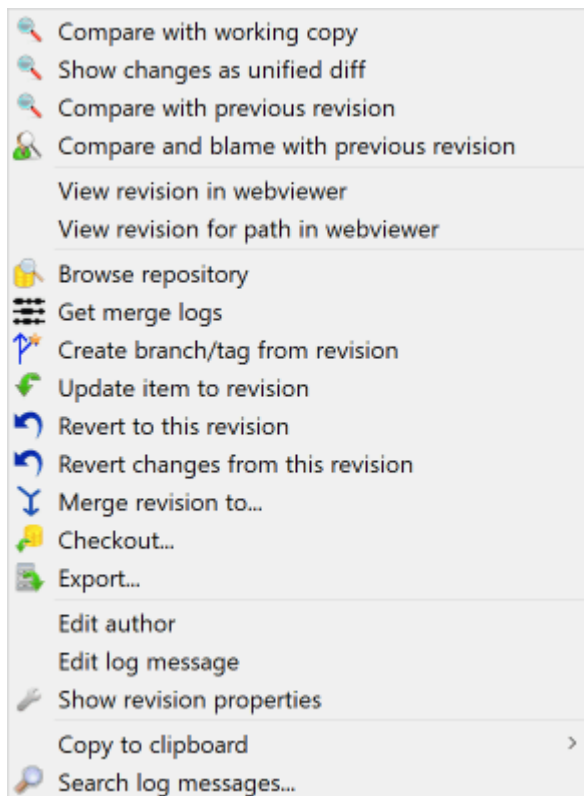 Compare with working copy
Show changes as unified diff
Compare with previous revision
Compare and blame with previous revision
View revision in webviewer
View revision for path in webviewer
Browse repository
Get merge logs
Create branch/tag from revision
Update item to revision
Revert to this revision
Revert changes from this revision
Merge revision to...
Checkout...
Export...
Edit author
Edit log message
Show revision properties
Copy to clipboard
Search log messages...